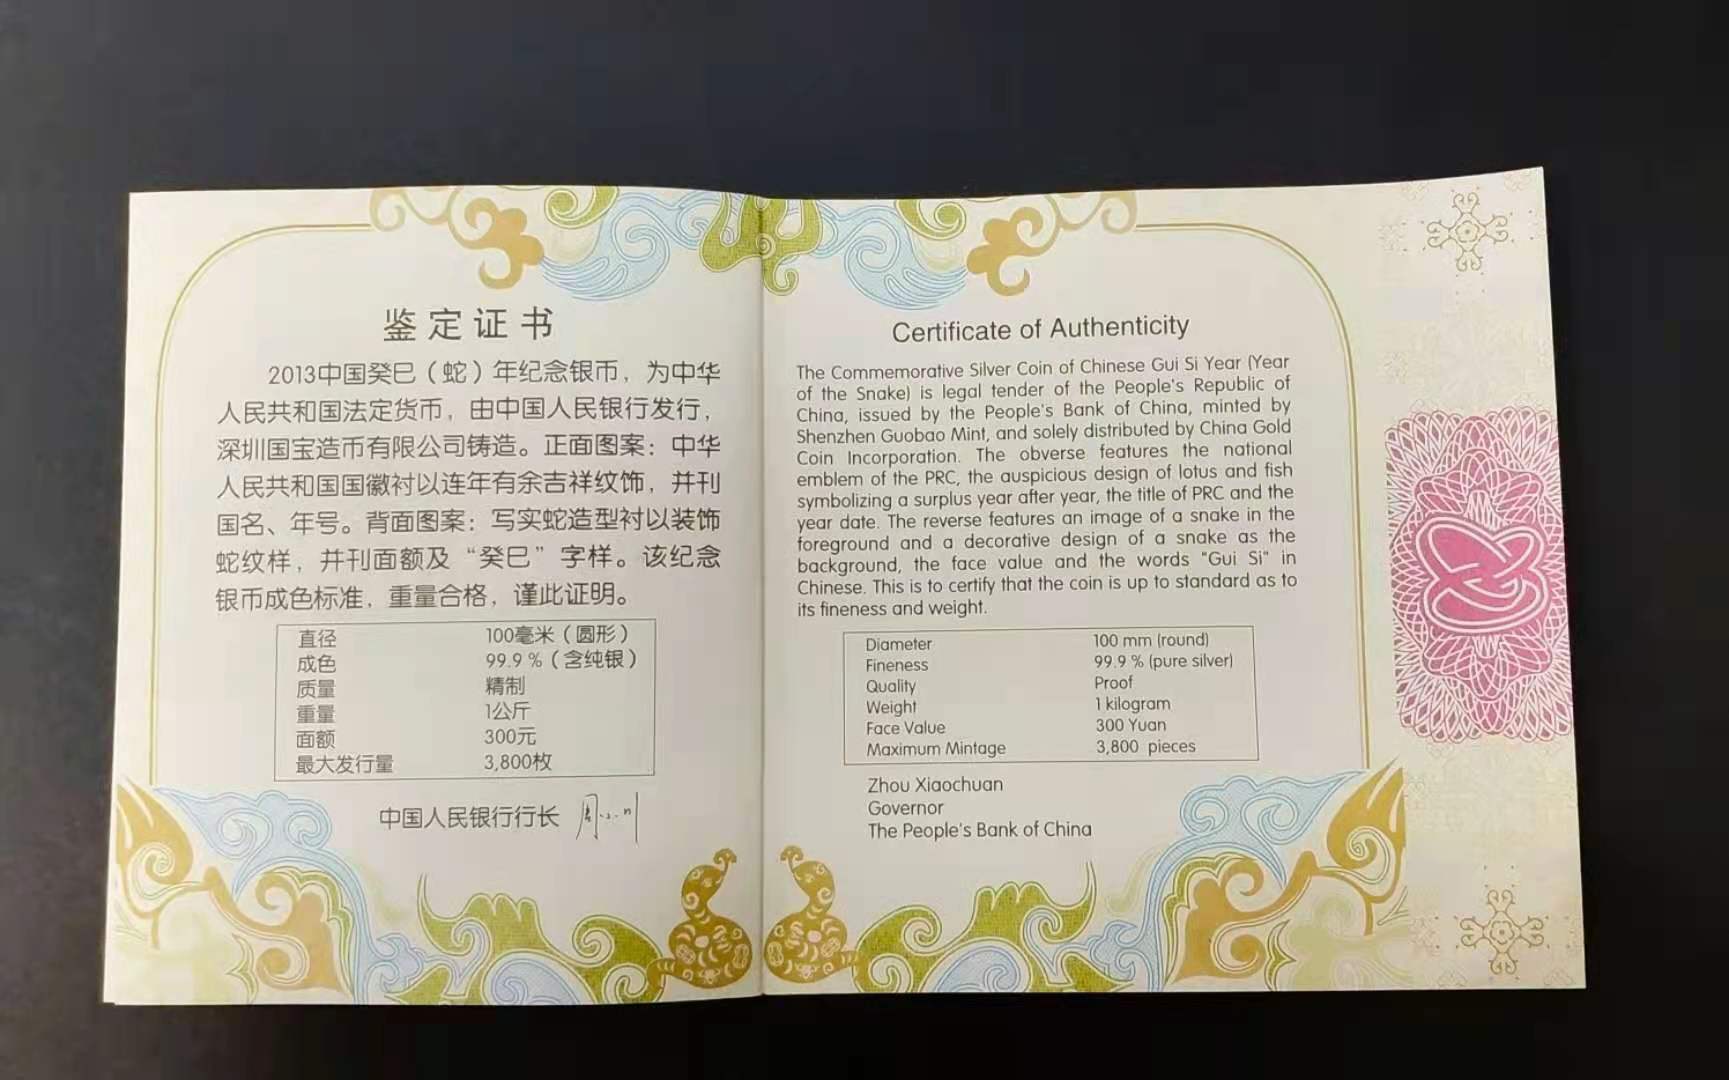 鉴定证书
2013中国癸巳（蛇）年纪念银币，为中华
人民共和国法定货币，由中国人民银行发行，
深圳国宝造币有限公司铸造。正面图案：中华
人民共和国国徽衬以连年有余吉祥纹饰，并刊
国名、年号。背面图案：写实蛇造型衬以装饰
蛇纹样，并刊面额及“癸巳”字样。该纪念
银币成色标准，重量合格，谨此证明。
直径 100毫米（圆形）
成色 99.9%（含纯银）
质量 精制
重量 1公斤
面额 300元
最大发行量 3,800枚
中国人民银行行长 周小川
Certificate of Authenticity
The Commemorative Silver Coin of Chinese Gui Si Year (Year
of the Snake) is legal tender of the People's Republic of
China, issued by the People's Bank of China, minted by
Shenzhen Guobao Mint, and solely distributed by China Gold
Coin Incorporation. The obverse features the national
emblem of the PRC, the auspicious design of lotus and fish
symbolizing a surplus year after year, the title of PRC and the
year date. The reverse features an image of a snake in the
foreground and a decorative design of a snake as the
background, the face value and the words "Gui Si" in
Chinese. This is to certify that the coin is up to standard as to
its fineness and weight.
Diameter 100 mm (round)
Fineness 99.9 % (pure silver)
Quality Proof
Weight 1 kilogram
Face Value 300 Yuan
Maximum Mintage 3,800 pieces
Zhou Xiaochuan
Governor
The People's Bank of China